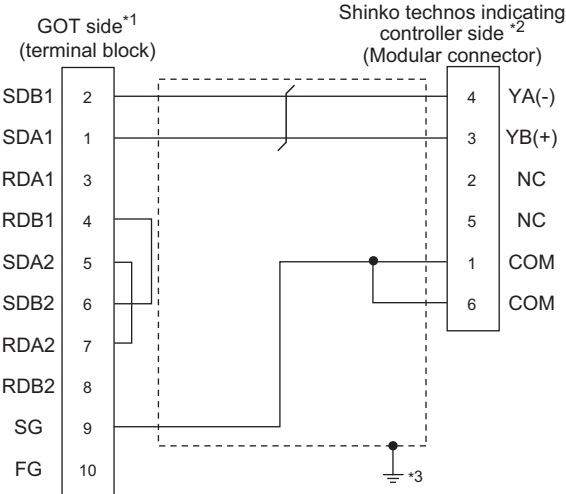 GOT side*1
(terminal block)
Shinko technos indicating
controller side *2
(Modular connector)
SDB1 2 4 YA(-)
SDA1 1 3 YB(+)
RDA1 3 2 NC
RDB1 4 5 NC
SDA2 5 1 COM
SDB2 6 6 COM
RDA2 7
RDB2 8
SG 9
FG 10
*3